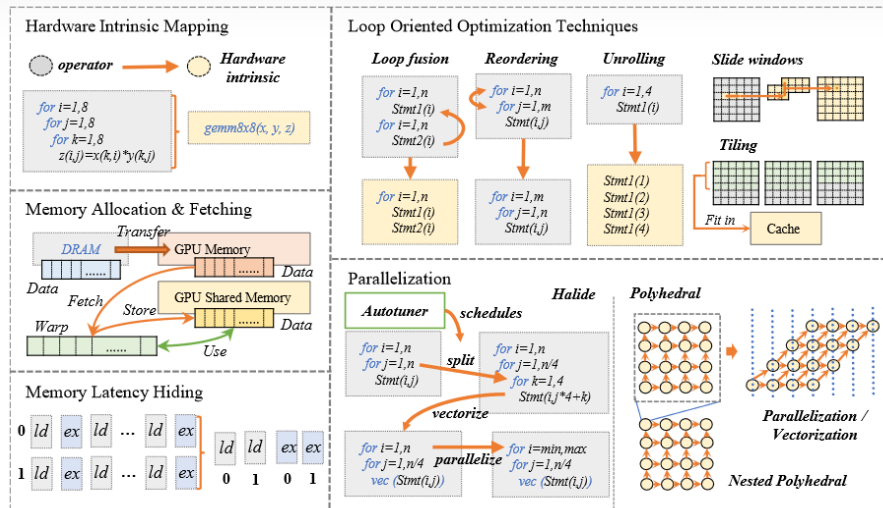 Hardware Intrinsic Mapping
operator
Hardware
intrinsic
for i=1,8
for j=1,8
for k=1,8
z(i,j)=x(k,i)*y(k,j)
gemm8x8(x, y, z)
Memory Allocation & Fetching
Transfer
DRAM
GPU Memory
......
......
Data
Data
Fetch
GPU Shared Memory
Store
......
Data
Warp
......
Use
Memory Latency Hiding
0 ld ex ld ... ld ex
1 ld ex ld ... ld ex
ld ld ex ex
0 1 0 1
Loop Oriented Optimization Techniques
Loop fusion
for i=1,n
Stmt1(i)
for i=1,n
Stmt2(i)
for i=1,n
Stmt1(i)
Stmt2(i)
Reordering
for i=1,n
for j=1,m
Stmt(i,j)
for i=1,m
for j=1,n
Stmt(i,j)
Unrolling
for i=1,4
Stmt1(i)
Stmt1(1)
Stmt1(2)
Stmt1(3)
Stmt1(4)
Slide windows
Tiling
Fit in
Cache
Parallelization
Autotuner
schedules
Halide
for i=1,n
for j=1,n
Stmt(i,j)
split
for i=1,n
for j=1,n/4
for k=1,4
Stmt(i,j*4+k)
vectorize
for i=1,n
for j=1,n/4
vec (Stmt(i,j))
parallelize
for i=min,max
for j=1,n/4
vec (Stmt(i,j))
Polyhedral
Parallelization /
Vectorization
Nested Polyhedral